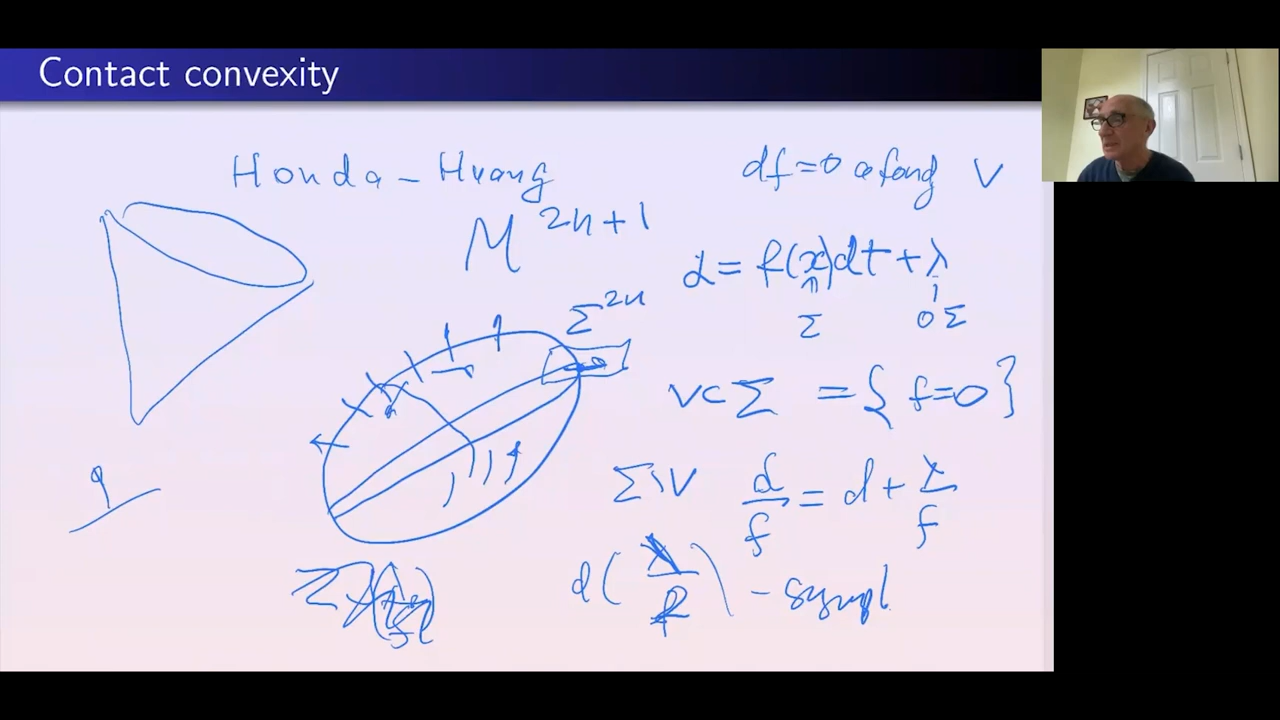 Contact convexity
Honda - Huang
df=0 along V
M^{2n+1}
α = f(x)dt + λ
Σ
Σ
Σ^{2n}
V⊂Σ = {f=0}
Σ\V α/f = dt + λ/f
d(λ/f) - sympl